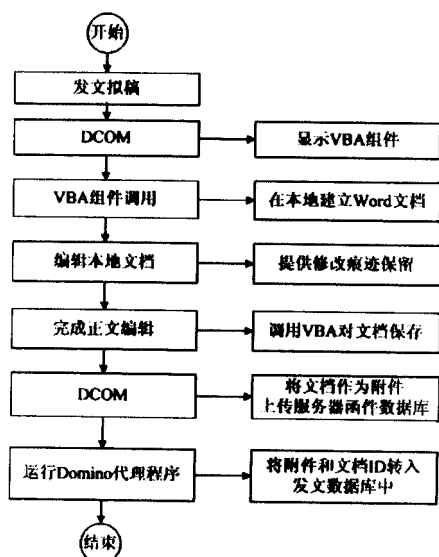 开始
发文拟稿
DCOM
显示VBA组件
VBA组件调用
在本地建立Word文档
编辑本地文档
提供修改痕迹保留
完成正文编辑
调用VBA对文档保存
DCOM
将文档作为附件
上传服务器函件数据库
运行Domino代理程序
将附件和文档ID转入
发文数据库中
结束